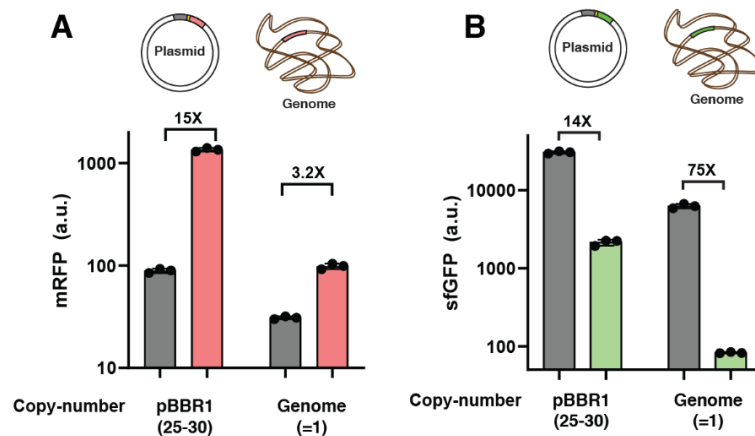 A
Plasmid
Genome
15X
3.2X
mRFP (a.u.)
1000
100
10
Copy-number
pBBR1
(25-30)
Genome
(=1)
B
Plasmid
Genome
14X
75X
sfGFP (a.u.)
10000
1000
100
Copy-number
pBBR1
(25-30)
Genome
(=1)